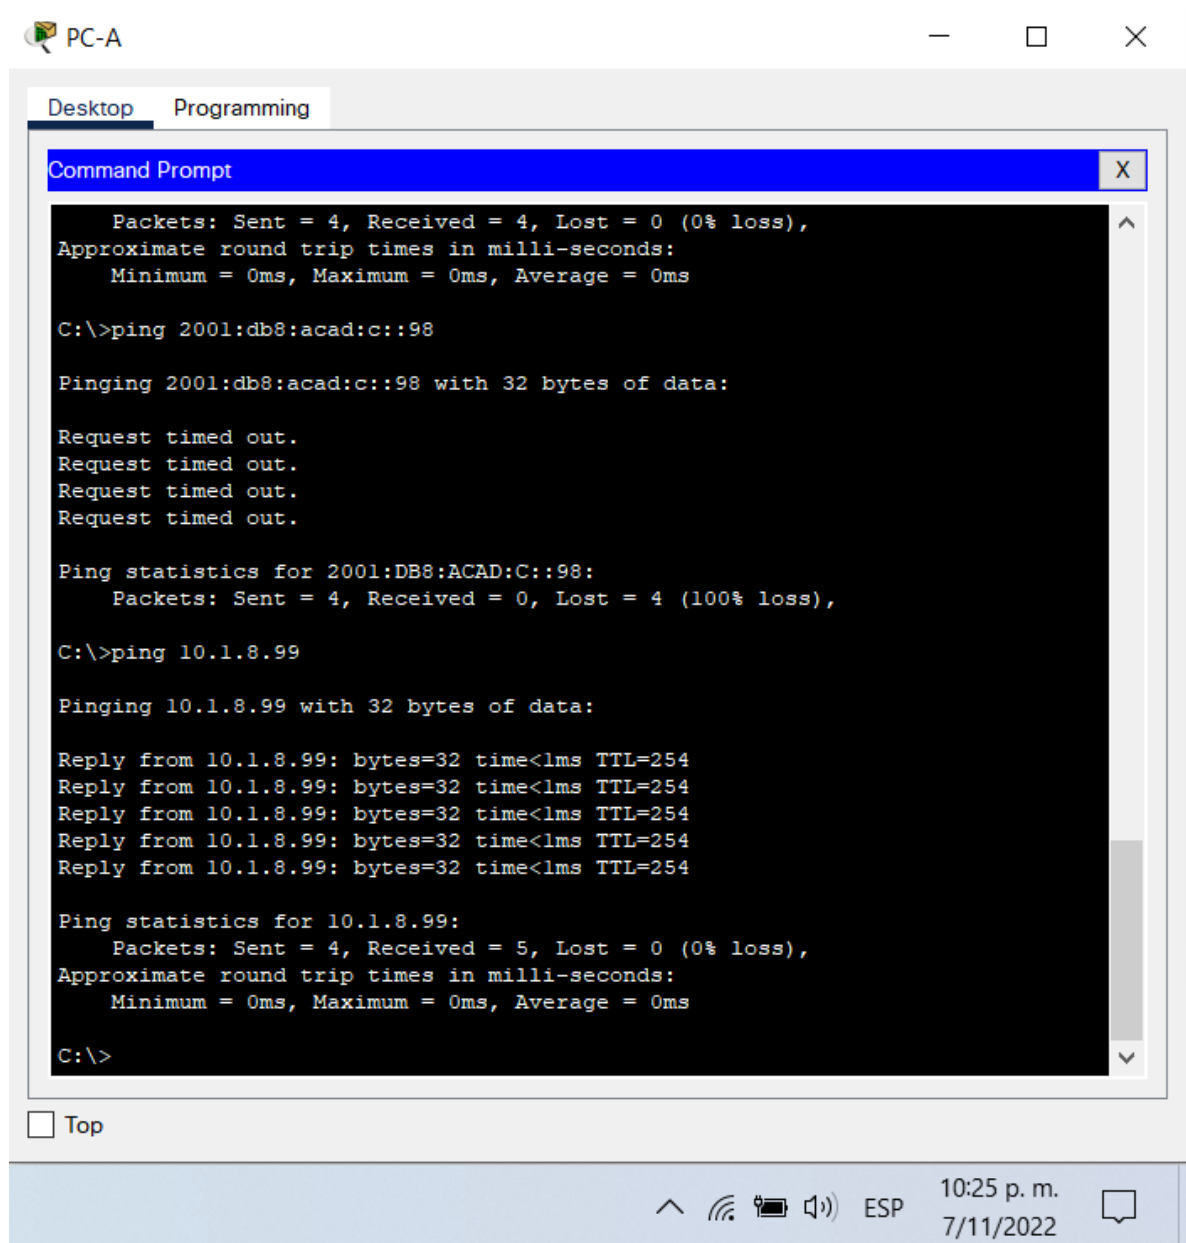 PC-A
Desktop Programming
Command Prompt X
Packets: Sent = 4, Received = 4, Lost = 0 (0% loss),
Approximate round trip times in milli-seconds:
Minimum = 0ms, Maximum = 0ms, Average = 0ms
C:\>ping 2001:db8:acad:c::98
Pinging 2001:db8:acad:c::98 with 32 bytes of data:
Request timed out.
Request timed out.
Request timed out.
Request timed out.
Ping statistics for 2001:DB8:ACAD:C::98:
Packets: Sent = 4, Received = 0, Lost = 4 (100% loss),
C:\>ping 10.1.8.99
Pinging 10.1.8.99 with 32 bytes of data:
Reply from 10.1.8.99: bytes=32 time<1ms TTL=254
Reply from 10.1.8.99: bytes=32 time<1ms TTL=254
Reply from 10.1.8.99: bytes=32 time<1ms TTL=254
Reply from 10.1.8.99: bytes=32 time<1ms TTL=254
Reply from 10.1.8.99: bytes=32 time<1ms TTL=254
Ping statistics for 10.1.8.99:
Packets: Sent = 4, Received = 5, Lost = 0 (0% loss),
Approximate round trip times in milli-seconds:
Minimum = 0ms, Maximum = 0ms, Average = 0ms
C:\>
Top
ESP 10:25 p. m.
7/11/2022